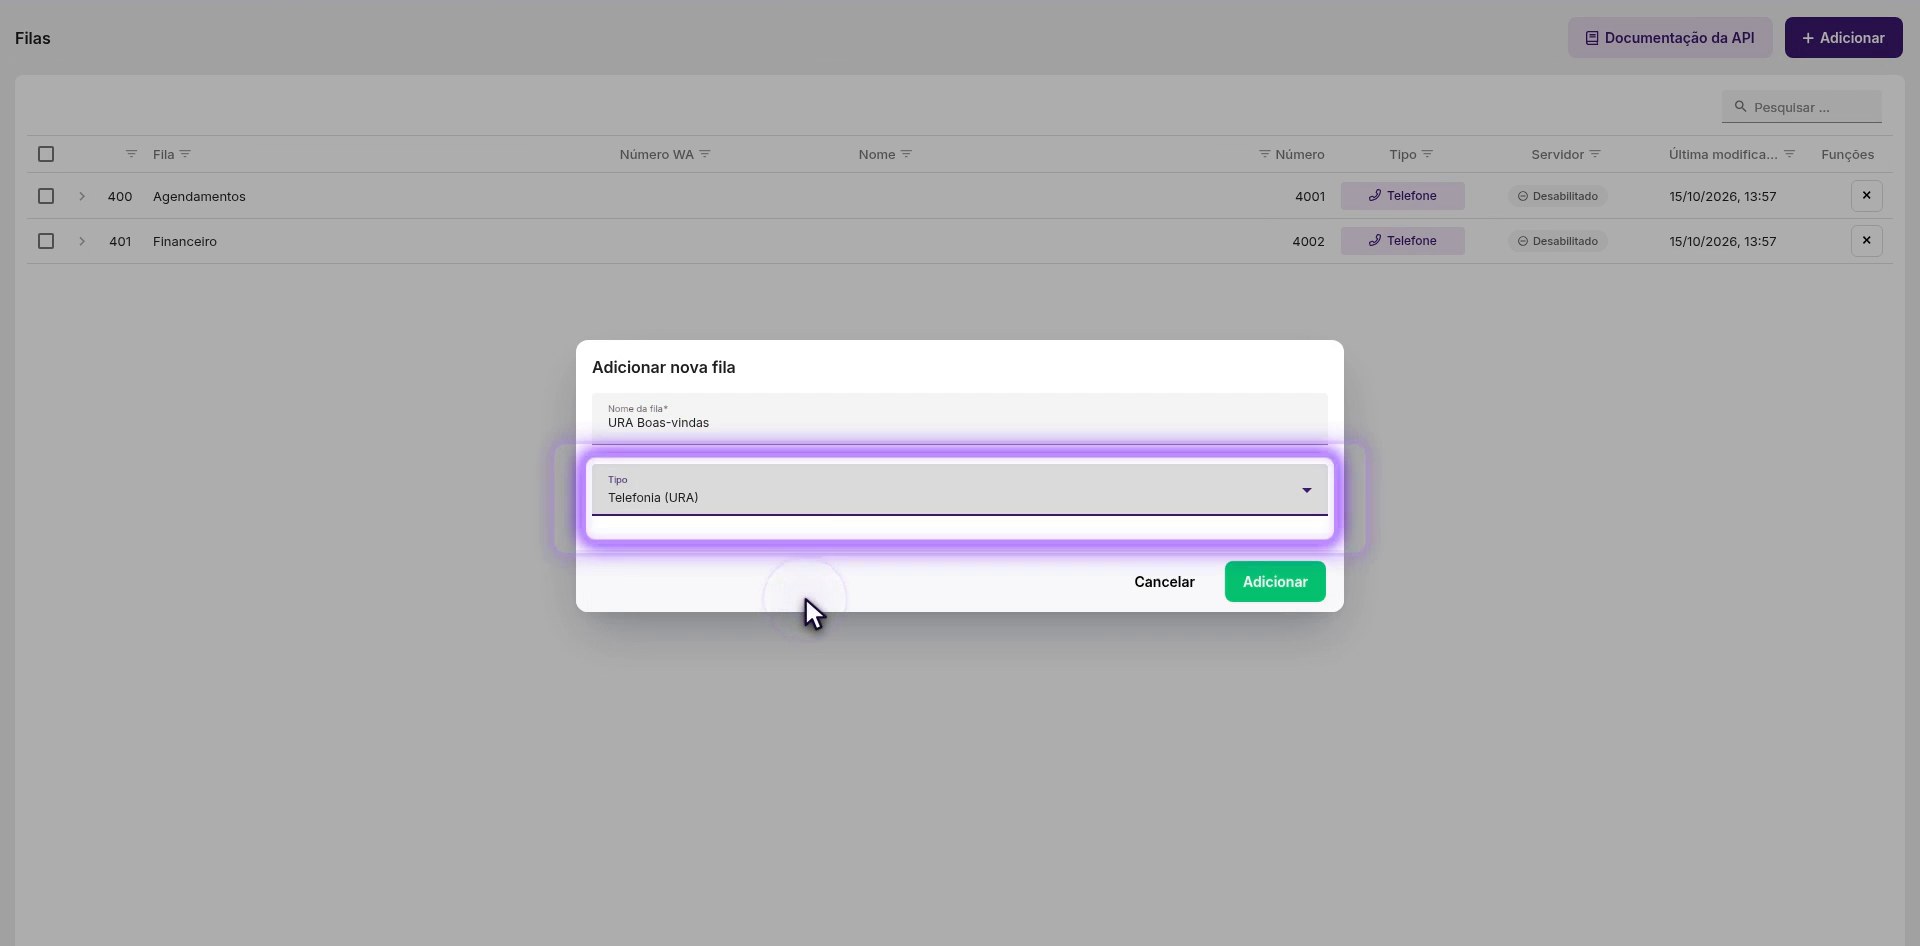 Filas
Documentação da API
+ Adicionar
Pesquisar ...
Fila Número WA Nome Número Tipo Servidor Última modifica... Funções
400 Agendamentos 4001 Telefone Desabilitado 15/10/2026, 13:57
401 Financeiro 4002 Telefone Desabilitado 15/10/2026, 13:57
Adicionar nova fila
Nome da fila*
URA Boas-vindas
Tipo
Telefonia (URA)
Cancelar Adicionar